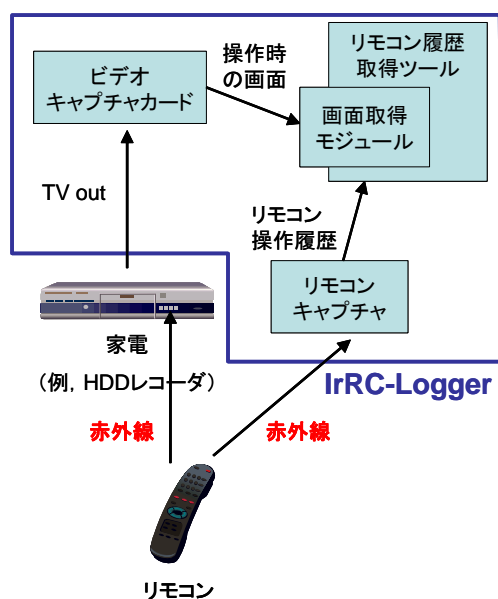 操作時
の画面
リモコン履歴
取得ツール
ビデオ
キャプチャカード
画面取得
モジュール
TV out
リモコン
操作履歴
リモコン
キャプチャ
家電
(例, HDDレコーダ)
IrRC-Logger
赤外線
赤外線
リモコン